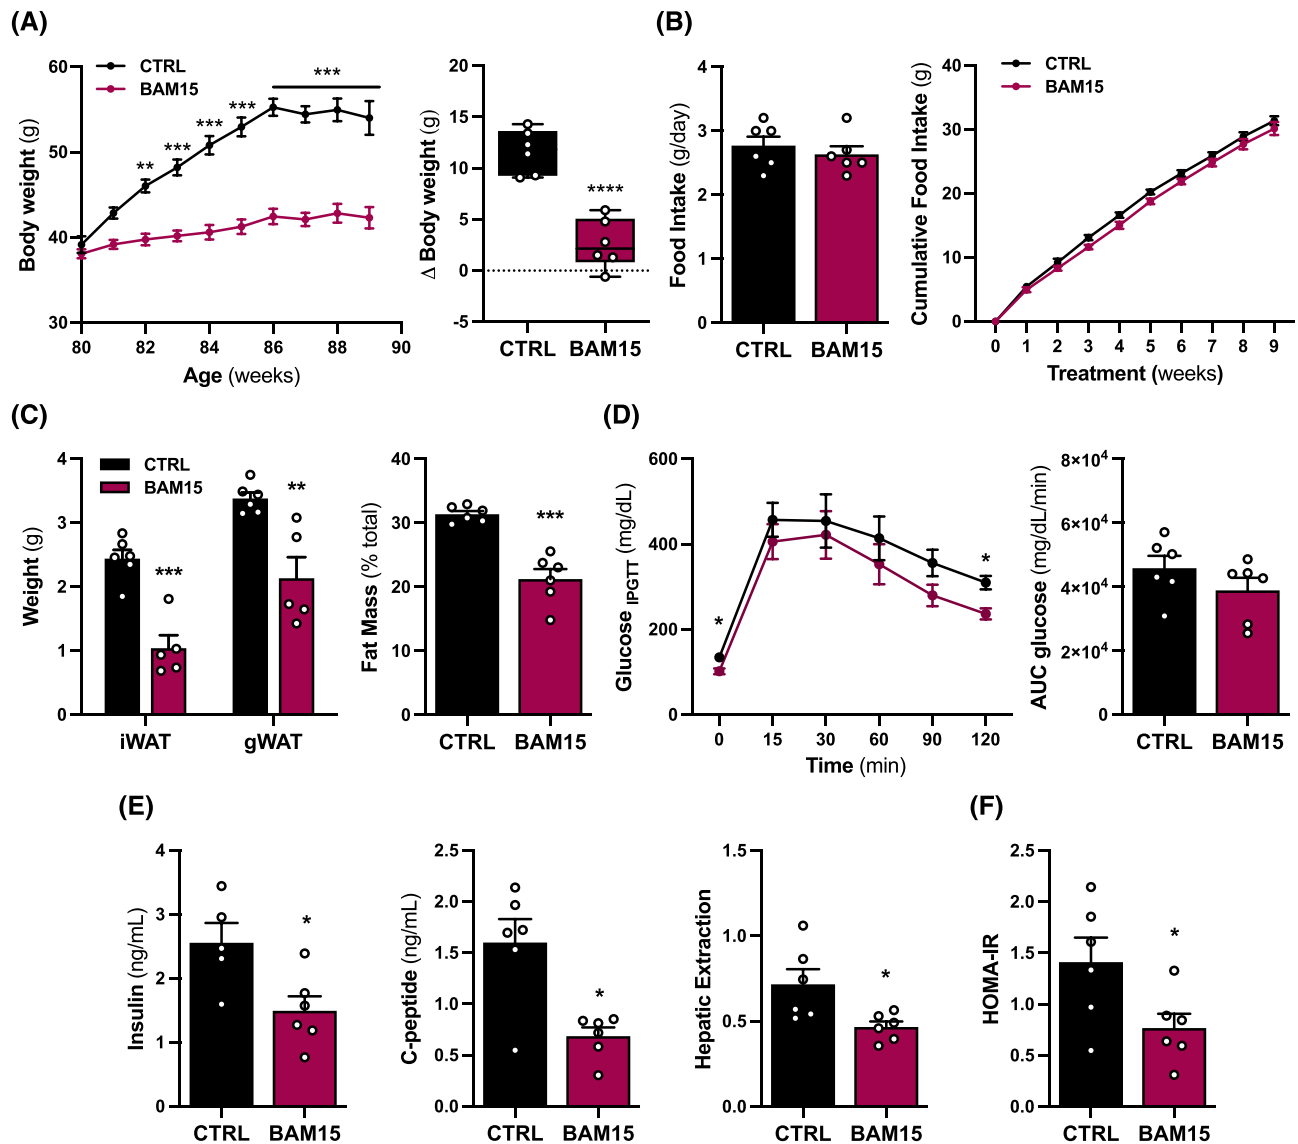 (A)
CTRL
BAM15
Body weight (g)
60
50
40
30
80 82 84 86 88 90
Age (weeks)
** *** *** *** ***
Δ Body weight (g)
20
15
10
5
0
-5
****
CTRL BAM15
(B)
Food Intake (g/day)
4
3
2
1
0
CTRL BAM15
CTRL
BAM15
Cumulative Food Intake (g)
40
30
20
10
0
0 1 2 3 4 5 6 7 8 9
Treatment (weeks)
(C)
CTRL
BAM15
Weight (g)
4
3
2
1
0
*** **
iWAT gWAT
Fat Mass (% total)
40
30
20
10
0
***
CTRL BAM15
(D)
Glucose IPGTT (mg/dL)
600
400
200
0
* *
0 15 30 60 90 120
Time (min)
AUC glucose (mg/dL/min)
8×10⁴
6×10⁴
4×10⁴
2×10⁴
0
CTRL BAM15
(E)
Insulin (ng/mL)
4
3
2
1
0
*
CTRL BAM15
C-peptide (ng/mL)
2.5
2.0
1.5
1.0
0.5
0.0
*
CTRL BAM15
Hepatic Extraction
1.5
1.0
0.5
0.0
*
CTRL BAM15
(F)
HOMA-IR
2.5
2.0
1.5
1.0
0.5
0.0
*
CTRL BAM15